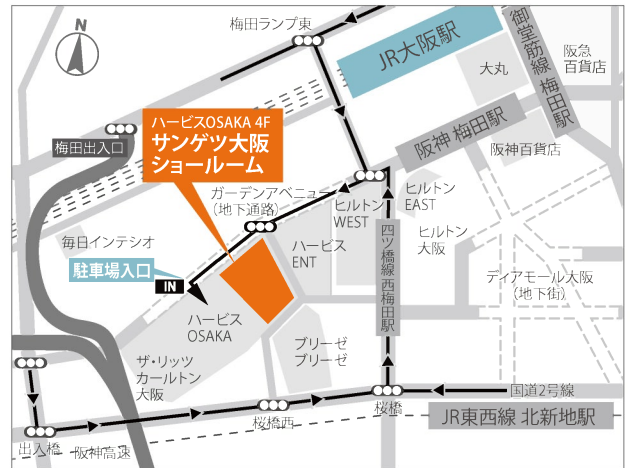 N
梅田ランプ東
JR大阪駅
御堂筋線 梅田駅
阪急
百貨店
大丸
阪神 梅田駅
阪神百貨店
梅田出入口
ハービスOSAKA 4F
サンゲツ大阪
ショールーム
ガーデンアベニュー
（地下通路）
ヒルトン
WEST
ヒルトン
EAST
ヒルトン
大阪
四ツ橋線 西梅田駅
毎日インテシオ
駐車場入口
IN
ハービス
ENT
ハービス
OSAKA
ディアモール大阪
（地下街）
ザ・リッツ
カールトン
大阪
ブリーゼ
ブリーゼ
国道2号線
JR東西線 北新地駅
桜橋
桜橋西
出入橋
阪神高速